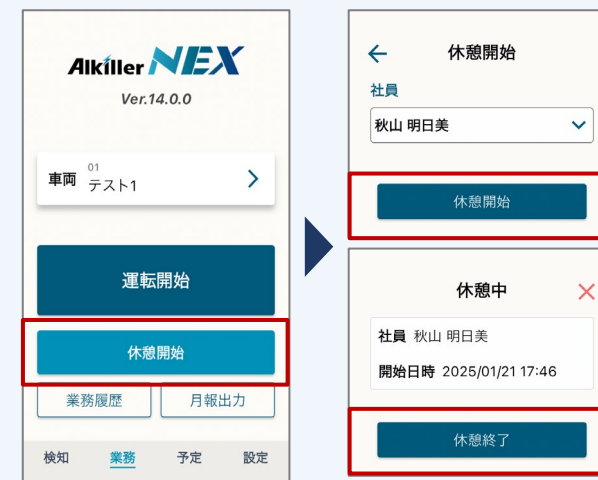 Alkiller NEX
Ver.14.0.0
車両
01
テスト1
運転開始
休憩開始
業務履歴
月報出力
検知
業務
予定
設定
休憩開始
社員
秋山 明日美
休憩開始
休憩中
社員 秋山 明日美
開始日時 2025/01/21 17:46
休憩終了